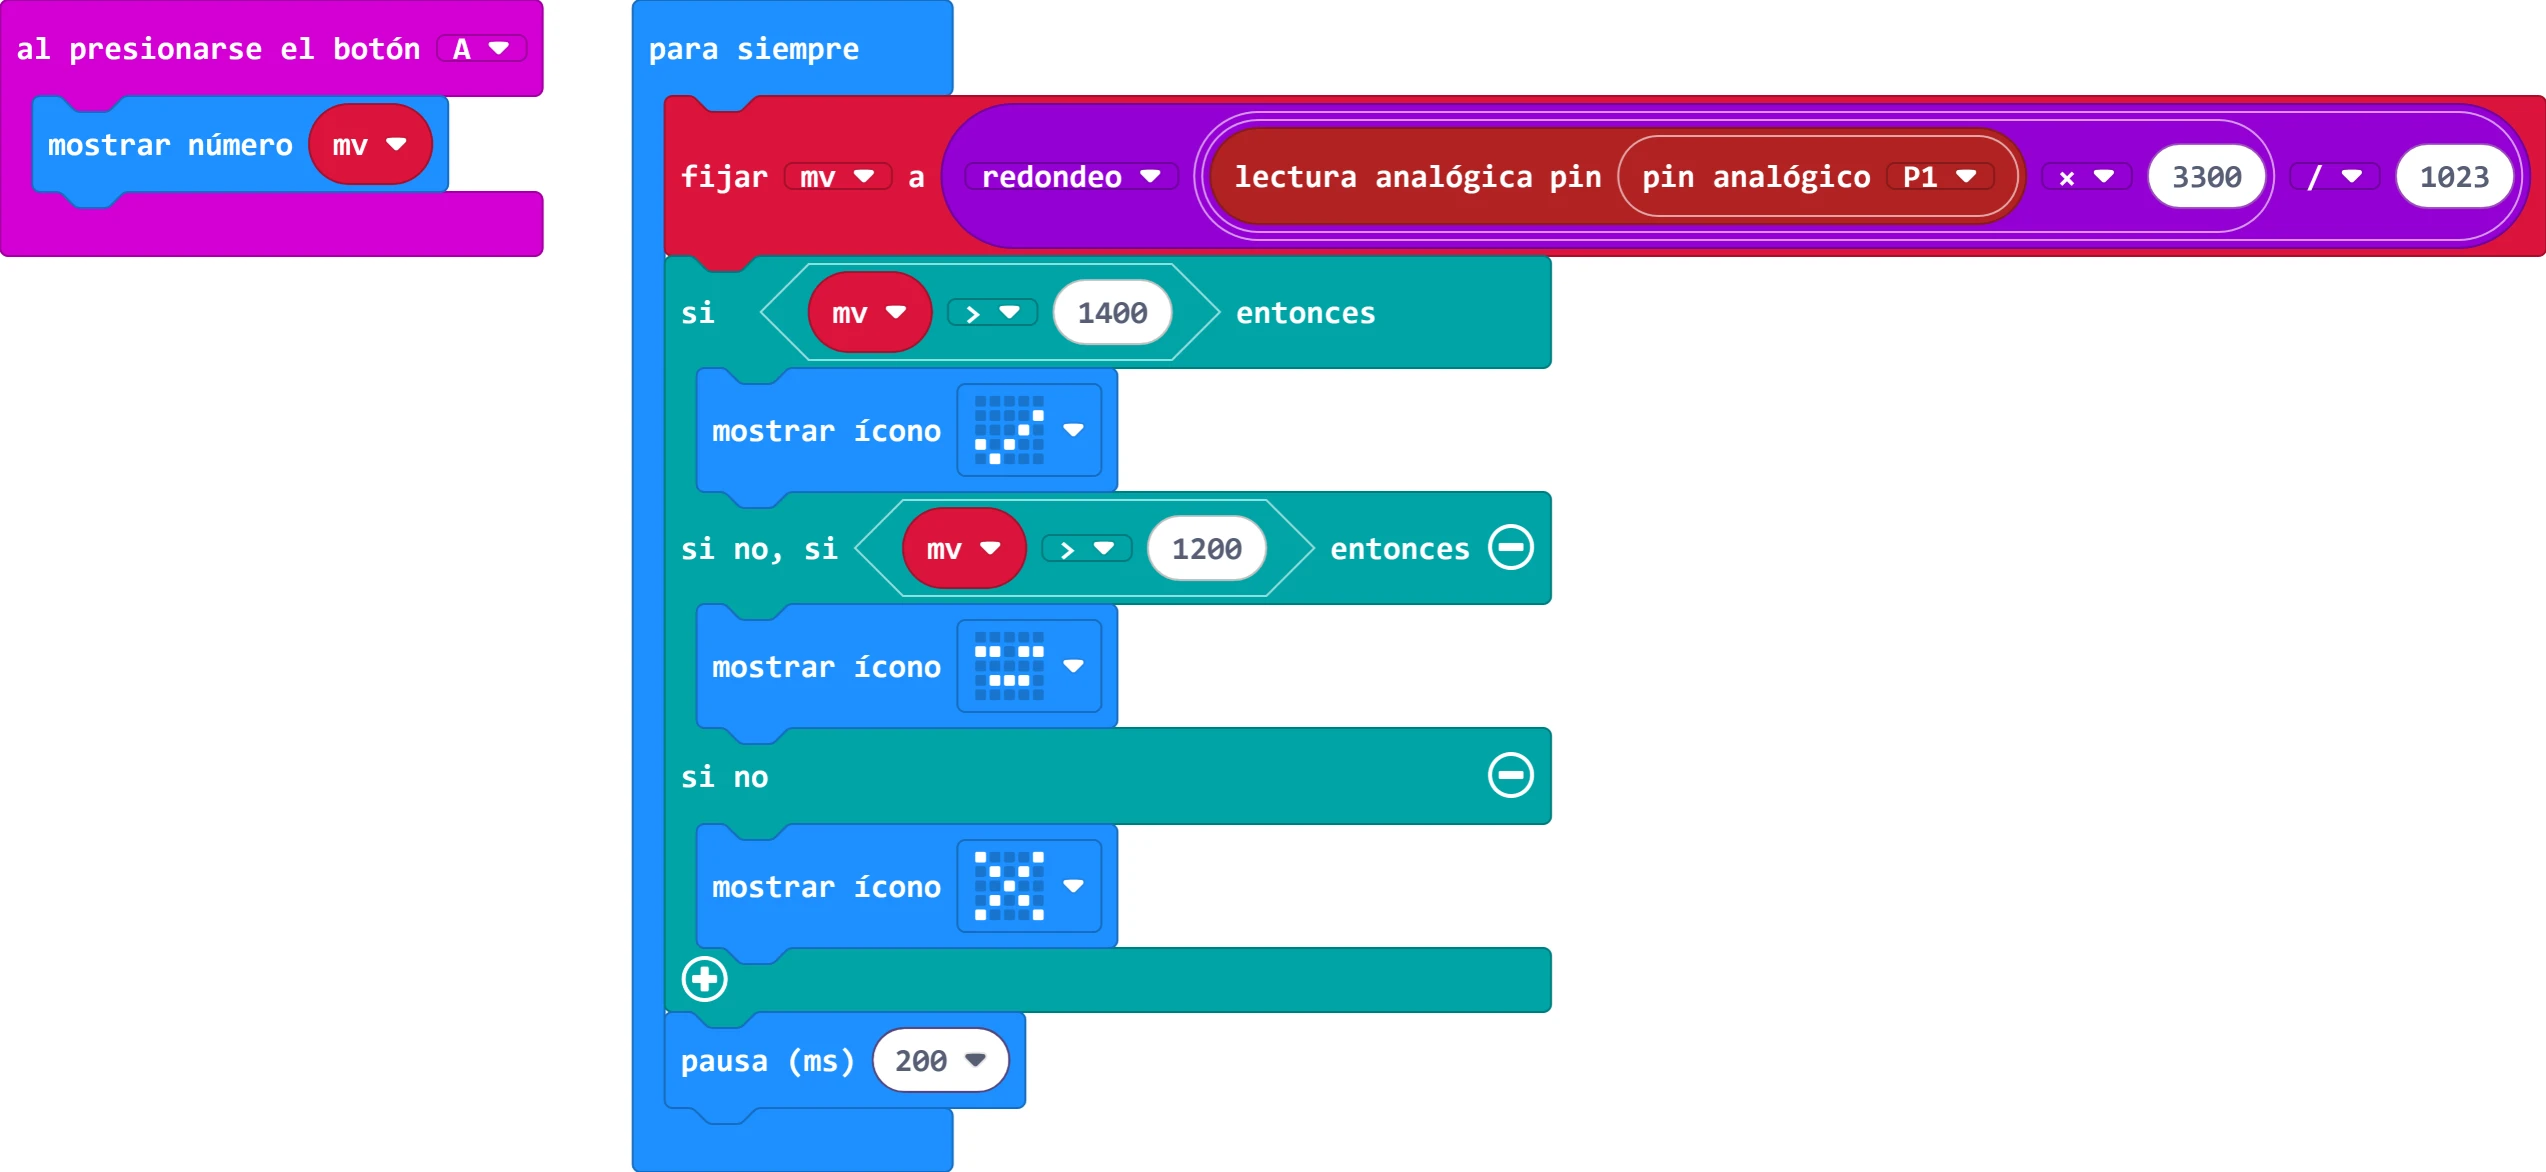 al presionarse el botón A
mostrar número mv
para siempre
fijar mv a redondeo lectura analógica pin pin analógico P1 × 3300 / 1023
si mv > 1400 entonces
mostrar ícono
si no, si mv > 1200 entonces
mostrar ícono
si no
mostrar ícono
pausa (ms) 200